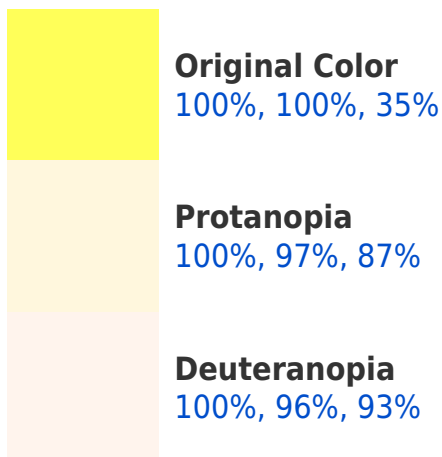 Original Color
100%, 100%, 35%
Protanopia
100%, 97%, 87%
Deuteranopia
100%, 96%, 93%